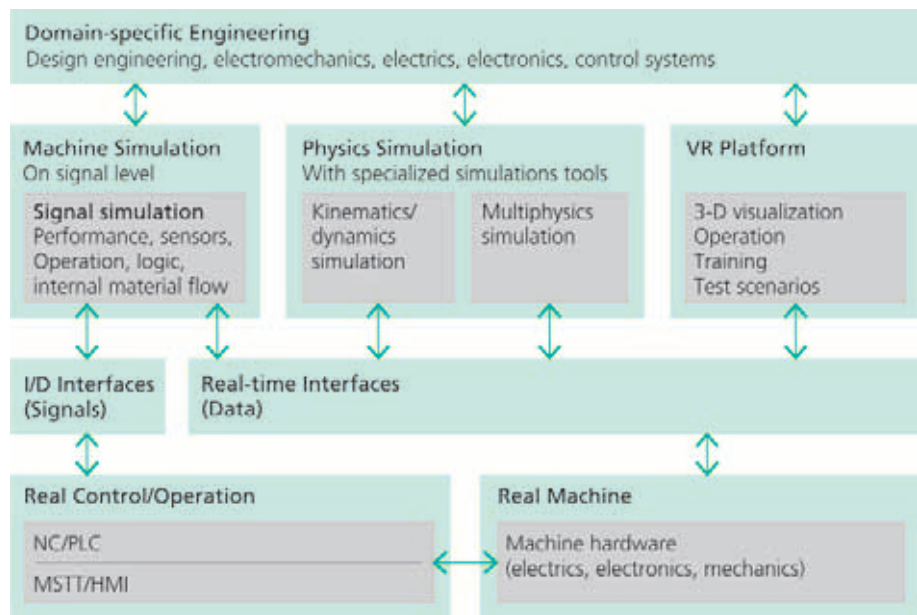 Domain-specific Engineering
Design engineering, electromechanics, electrics, electronics, control systems
Machine Simulation
On signal level
Signal simulation
Performance, sensors,
Operation, logic,
internal material flow
Physics Simulation
With specialized simulations tools
Kinematics/
dynamics
simulation
Multiphysics
simulation
VR Platform
3-D visualization
Operation
Training
Test scenarios
I/D Interfaces
(Signals)
Real-time Interfaces
(Data)
Real Control/Operation
NC/PLC
MSTT/HMI
Real Machine
Machine hardware
(electrics, electronics, mechanics)